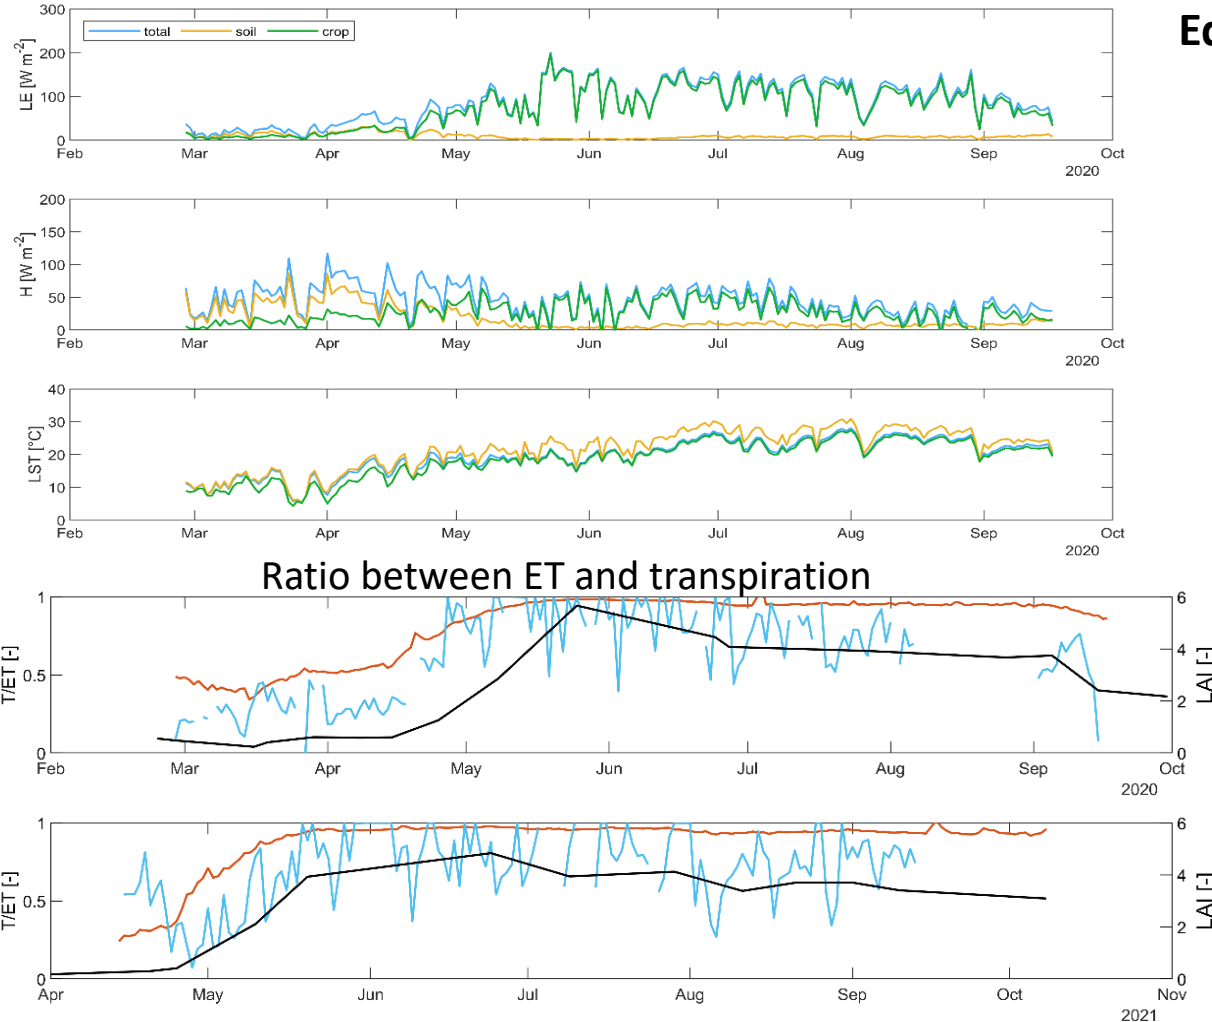 Ec
300
200
100
0
LE [W m-2]
total soil crop
Feb Mar Apr May Jun Jul Aug Sep Oct
2020
200
150
100
50
0
H [W m-2]
Feb Mar Apr May Jun Jul Aug Sep Oct
2020
40
30
20
10
0
LST [°C]
Feb Mar Apr May Jun Jul Aug Sep Oct
2020
Ratio between ET and transpiration
1
0.5
0
T/ET [-]
6
4
2
0
LAI [-]
Feb Mar Apr May Jun Jul Aug Sep Oct
2020
1
0.5
0
T/ET [-]
6
4
2
0
LAI [-]
Apr May Jun Jul Aug Sep Oct Nov
2021